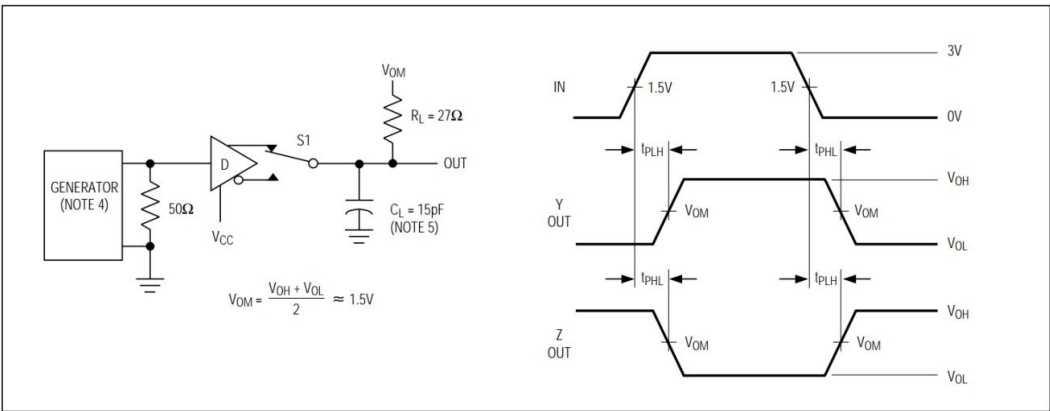 GENERATOR
(NOTE 4)
50Ω
D
VCC
S1
VOM
RL = 27Ω
OUT
CL = 15pF
(NOTE 5)
VOM = VOH + VOL / 2 ≈ 1.5V
IN
1.5V
1.5V
3V
0V
tPLH
tPHL
Y
OUT
VOM
VOM
VOH
VOL
tPHL
tPLH
Z
OUT
VOM
VOM
VOH
VOL